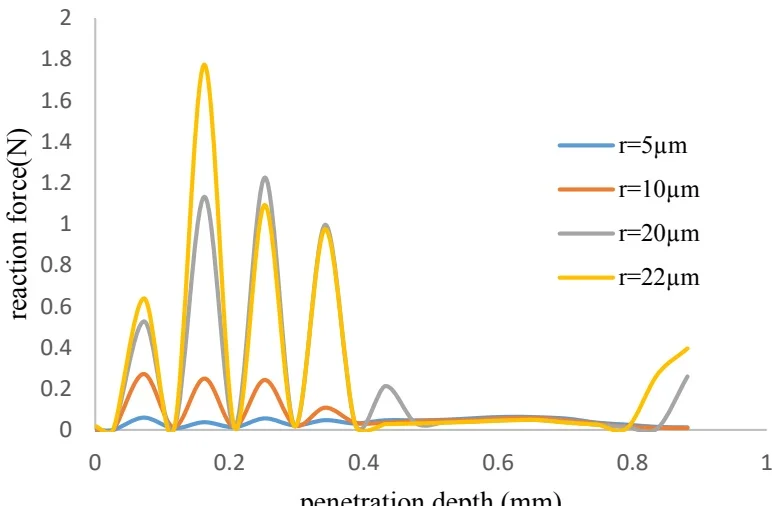 2
1.8
1.6
1.4
1.2
1
0.8
0.6
0.4
0.2
0
reaction force(N)
r=5µm
r=10µm
r=20µm
r=22µm
0 0.2 0.4 0.6 0.8 1
penetration depth (mm)